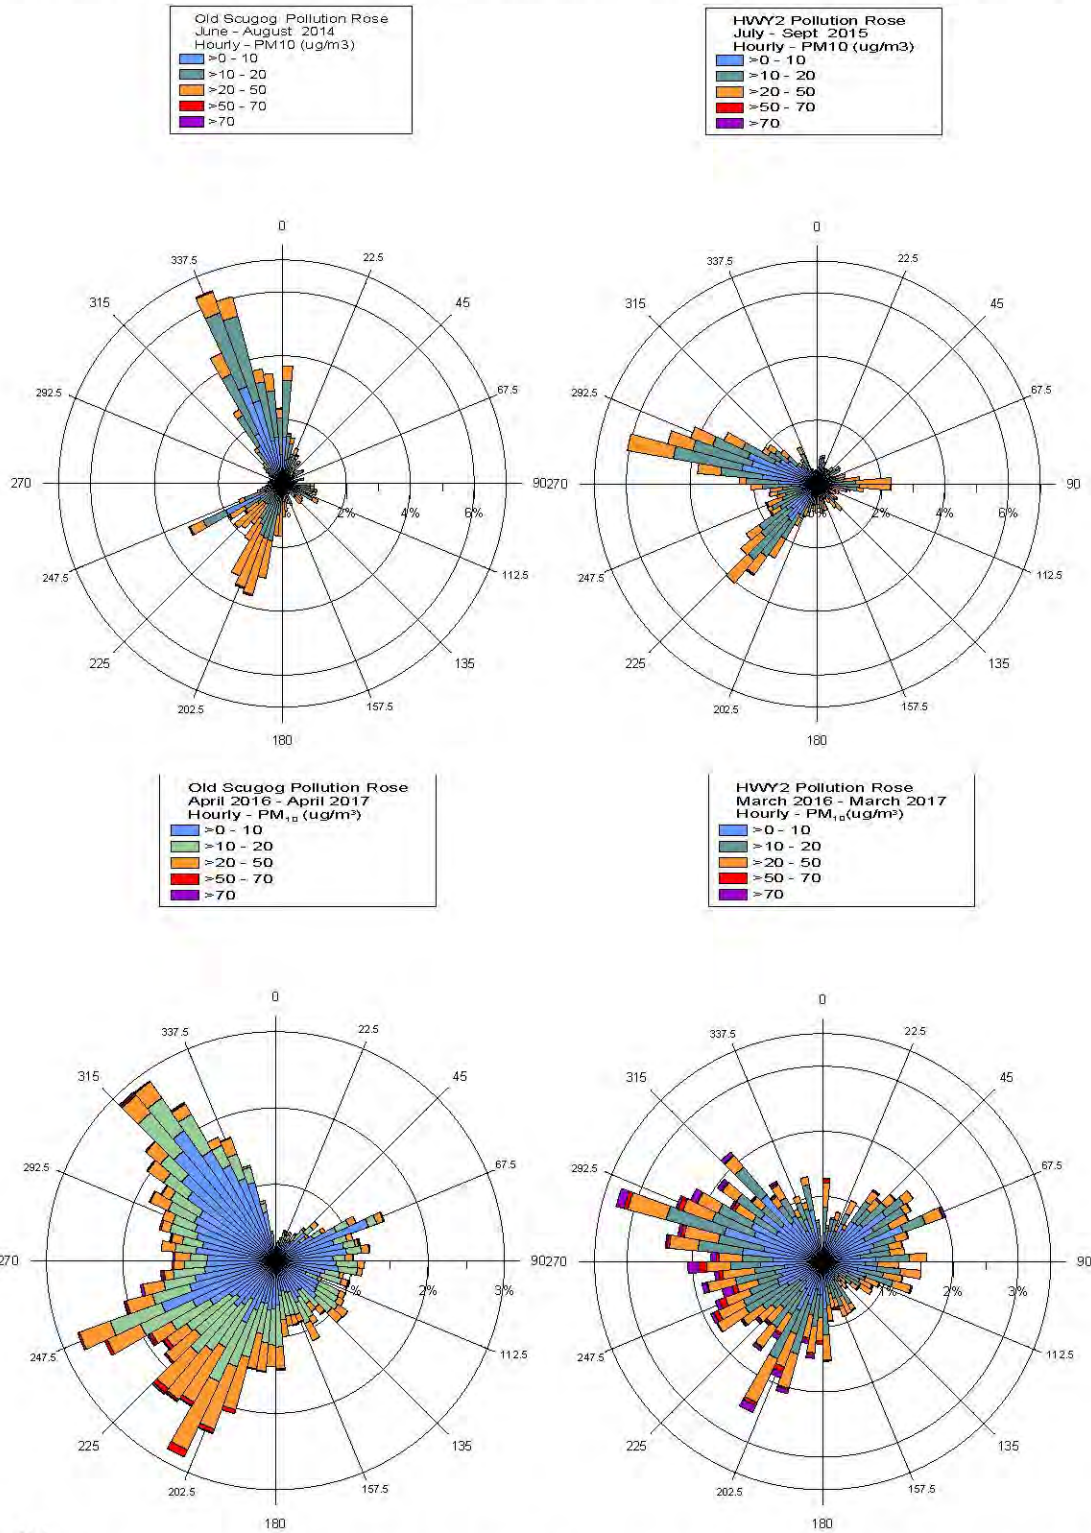 Old Scugog Pollution Rose
June - August 2014
Hourly - PM10 (ug/m3)
>0 - 10
>10 - 20
>20 - 50
>50 - 70
>70
HWY2 Pollution Rose
July - Sept 2015
Hourly - PM10 (ug/m3)
>0 - 10
>10 - 20
>20 - 50
>50 - 70
>70
0
22.5
45
67.5
90
112.5
135
157.5
180
202.5
225
247.5
270
292.5
315
337.5
2%
4%
6%
0
22.5
45
67.5
90
112.5
135
157.5
180
202.5
225
247.5
270
292.5
315
337.5
2%
4%
6%
Old Scugog Pollution Rose
April 2016 - April 2017
Hourly - PM₁₀ (ug/m³)
>0 - 10
>10 - 20
>20 - 50
>50 - 70
>70
HWY2 Pollution Rose
March 2016 - March 2017
Hourly - PM₁₀(ug/m³)
>0 - 10
>10 - 20
>20 - 50
>50 - 70
>70
0
22.5
45
67.5
90
112.5
135
157.5
180
202.5
225
247.5
270
292.5
315
337.5
1%
2%
3%
0
22.5
45
67.5
90
112.5
135
157.5
180
202.5
225
247.5
270
292.5
315
337.5
1%
2%
3%